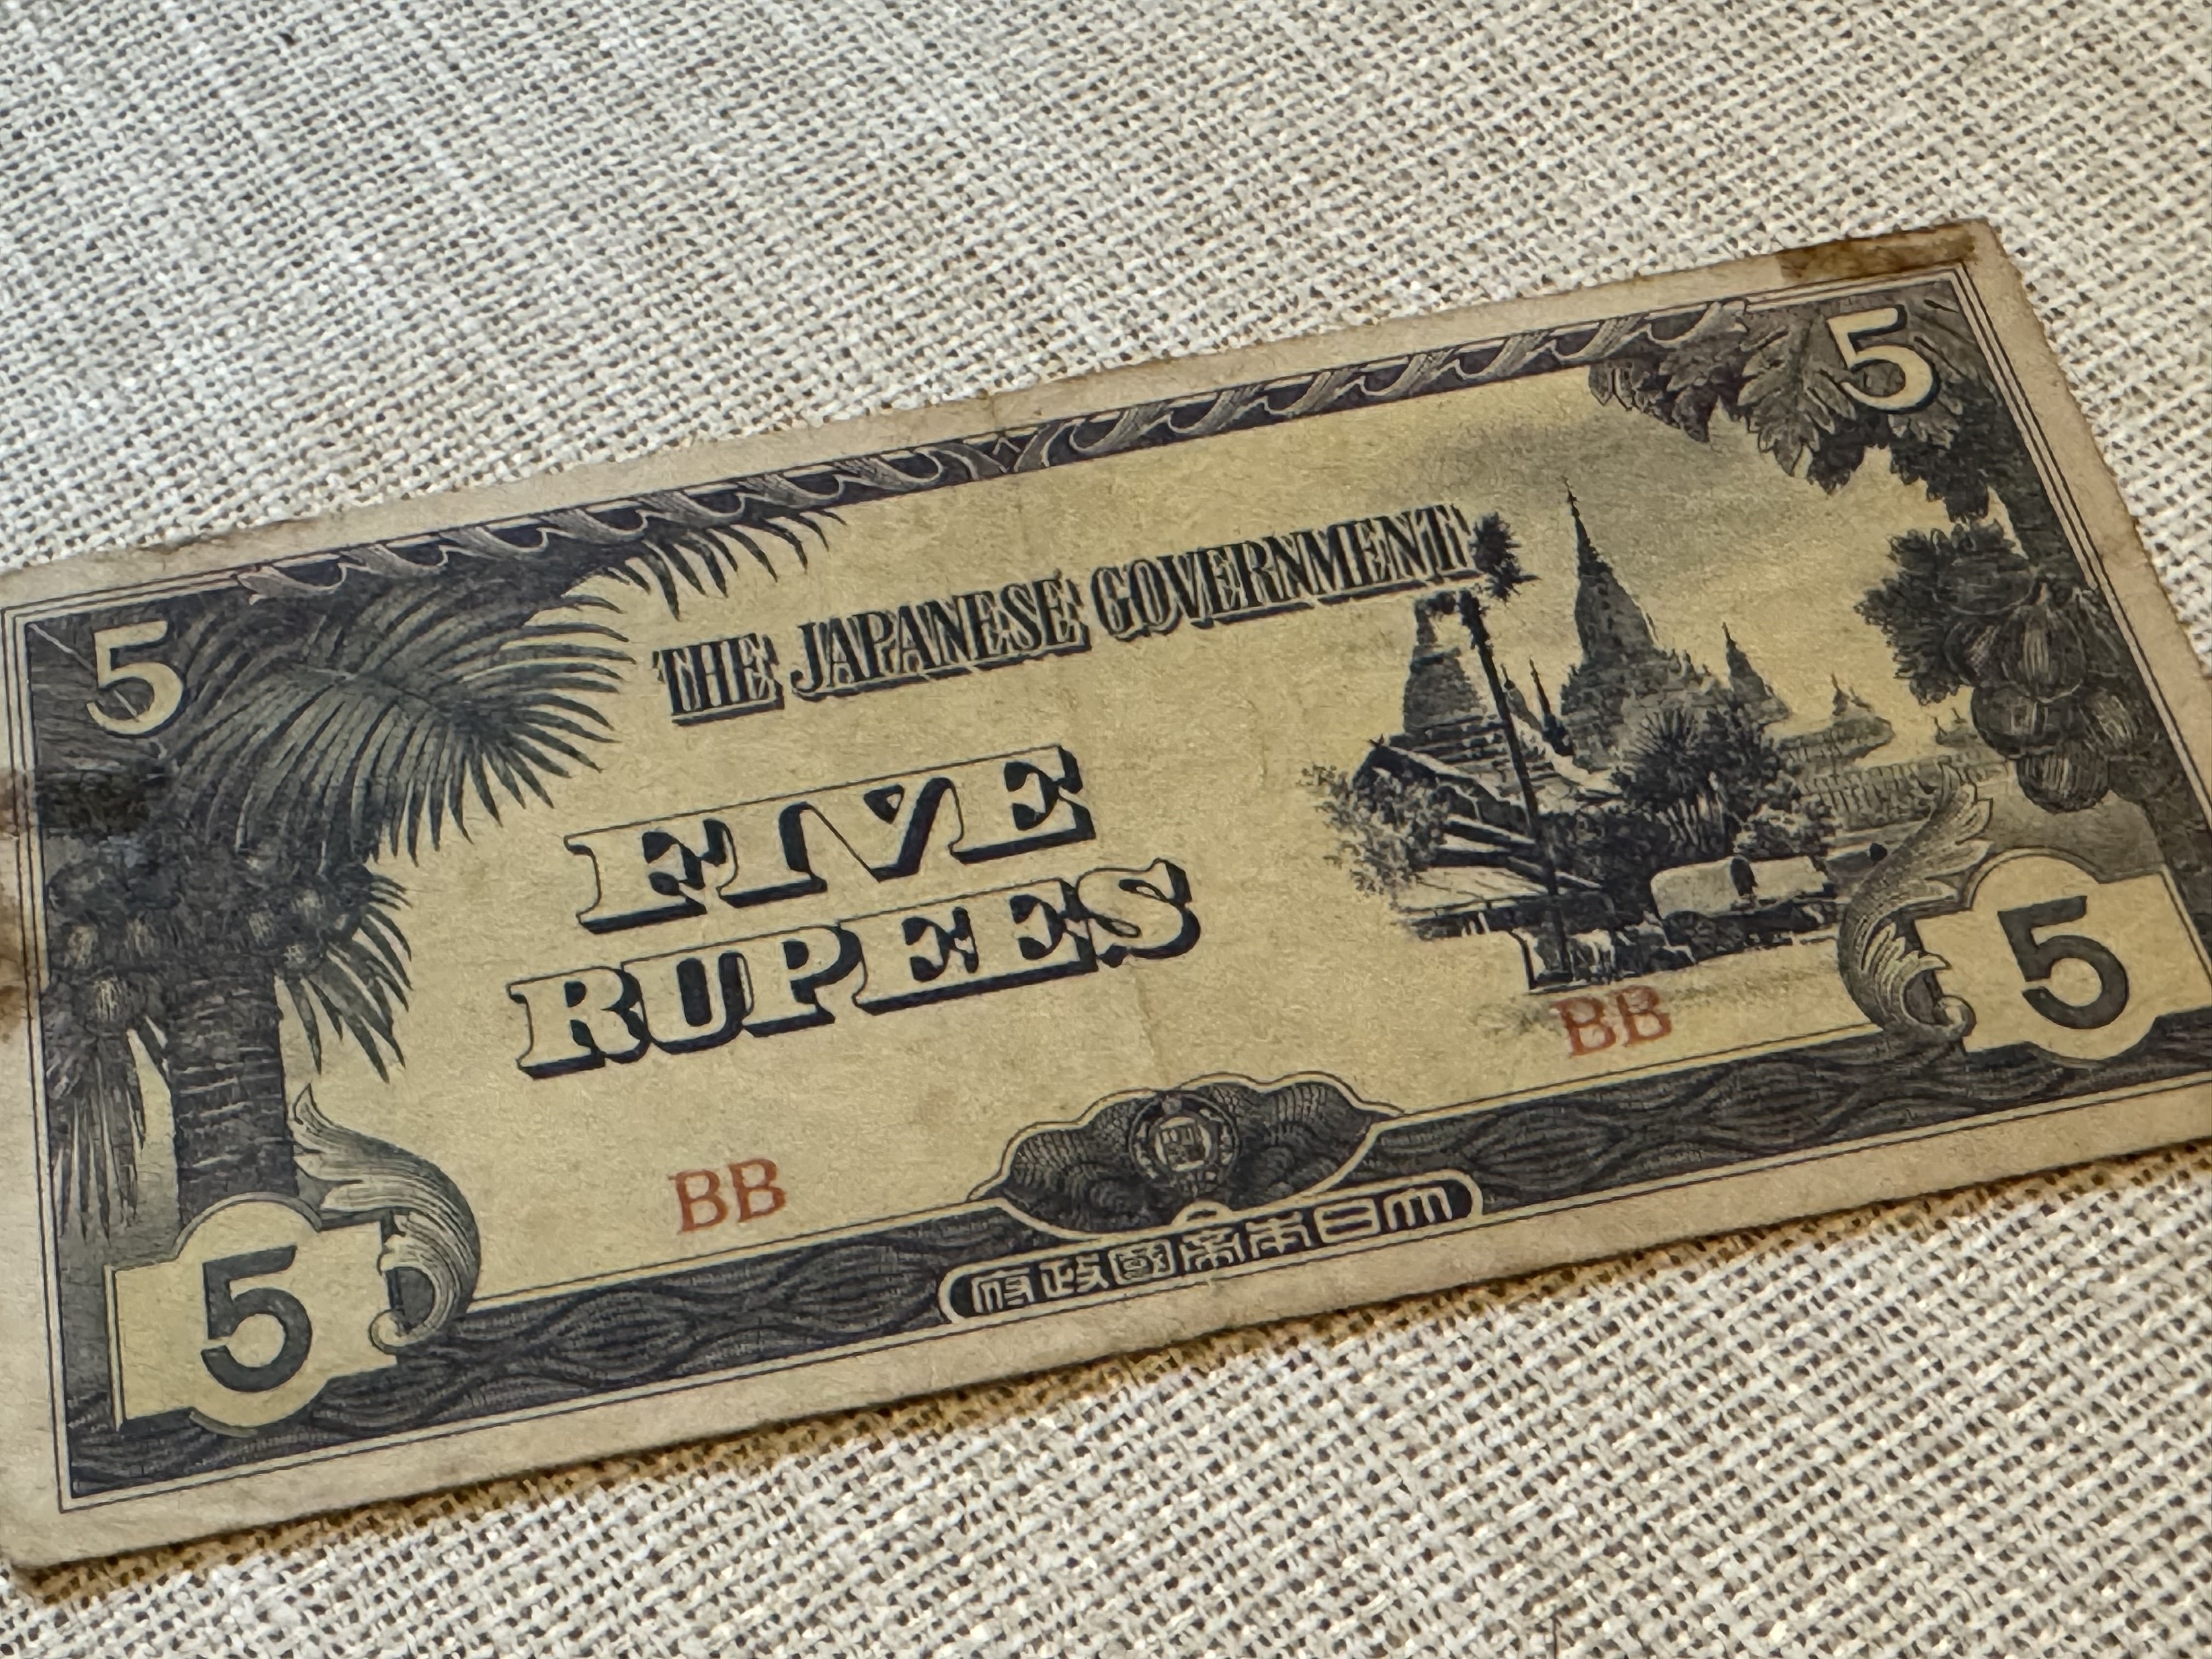 5
5
THE JAPANESE GOVERNMENT
FIVE
RUPEES
BB
BB
5
5
府政國帝本日大